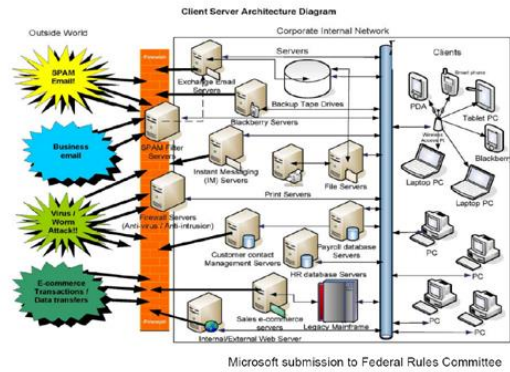 Client Server Architecture Diagram
Outside World
Corporate Internal Network
Firewall
Servers
Clients
SPAM
Email!
Exchange Email
Servers
Backup Tape Drives
Smart phone
PDA
Tablet PC
Blackberry Servers
Business
email
SPAM Filter
Servers
Wireless
Access Pt.
Blackberry
Instant Messaging
(IM) Servers
Laptop PC
Print Servers
File Servers
Laptop PC
Virus /
Worm
Attack!!
Firewall Servers
(Anti-virus / Anti-intrusion)
Customer contact
Management Servers
Payroll database
Servers
PC
PC
HR database Servers
E-commerce
Transactions /
Data transfers
Sales e-commerce
servers
Legacy Mainframe
PC
PC
Firewall
Internal/External Web Server
Microsoft submission to Federal Rules Committee